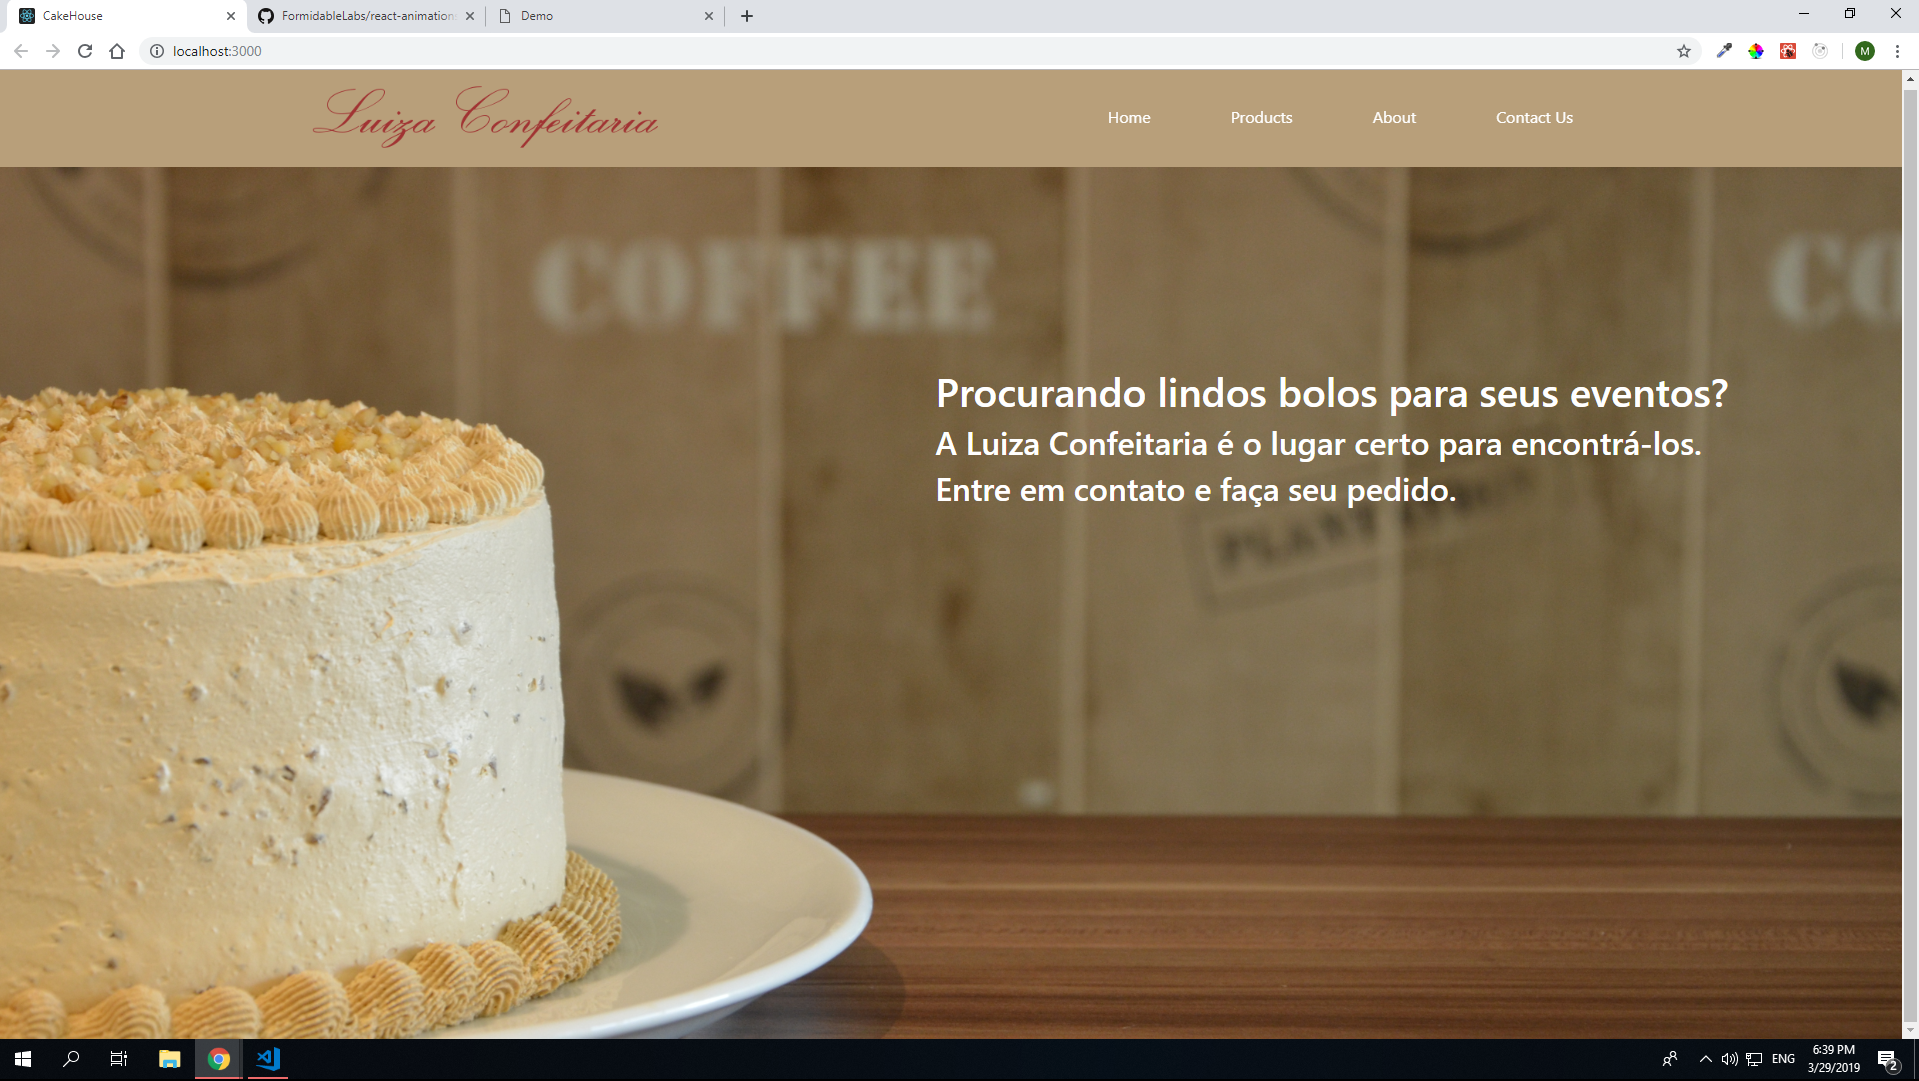 CakeHouse
FormidableLabs/react-animations
Demo
localhost:3000
M
Luiza Confeitaria
Home
Products
About
Contact Us
COFFEE
CO
Procurando lindos bolos para seus eventos?
A Luiza Confeitaria é o lugar certo para encontrá-los.
Entre em contato e faça seu pedido.
ENG
6:39 PM
3/29/2019
2